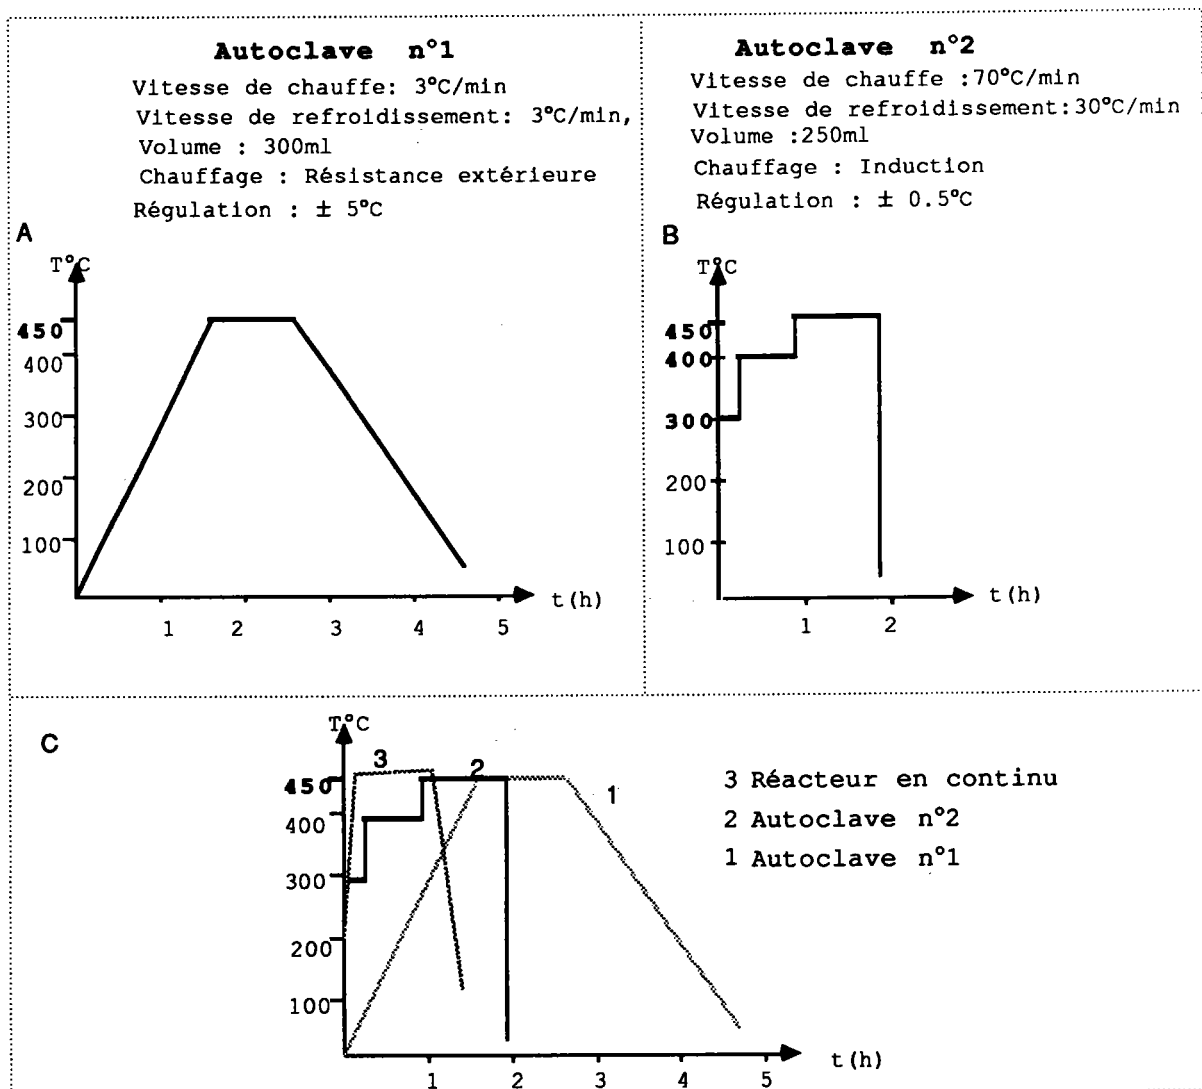 Autoclave n°1
Vitesse de chauffe: 3°C/min
Vitesse de refroidissement: 3°C/min,
Volume : 300ml
Chauffage : Résistance extérieure
Régulation : ± 5°C
A
T°C
450
400
300
200
100
t(h)
1 2 3 4 5
Autoclave n°2
Vitesse de chauffe :70°C/min
Vitesse de refroidissement:30°C/min
Volume :250ml
Chauffage : Induction
Régulation : ± 0.5°C
B
T°C
450
400
300
200
100
t(h)
1 2
C
T°C
3
2
1
450
400
300
200
100
t(h)
1 2 3 4 5
3 Réacteur en continu
2 Autoclave n°2
1 Autoclave n°1